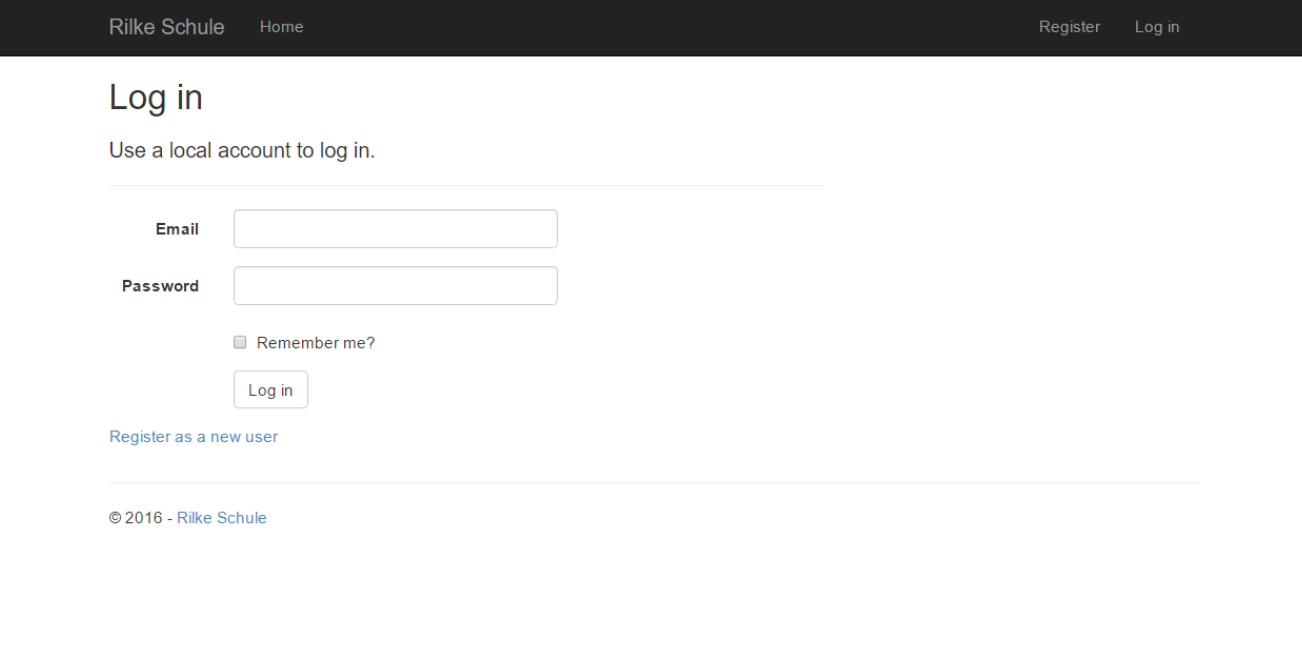 Rilke Schule Home Register Log in
Log in
Use a local account to log in.
Email
Password
Remember me?
Log in
Register as a new user
© 2016 - Rilke Schule